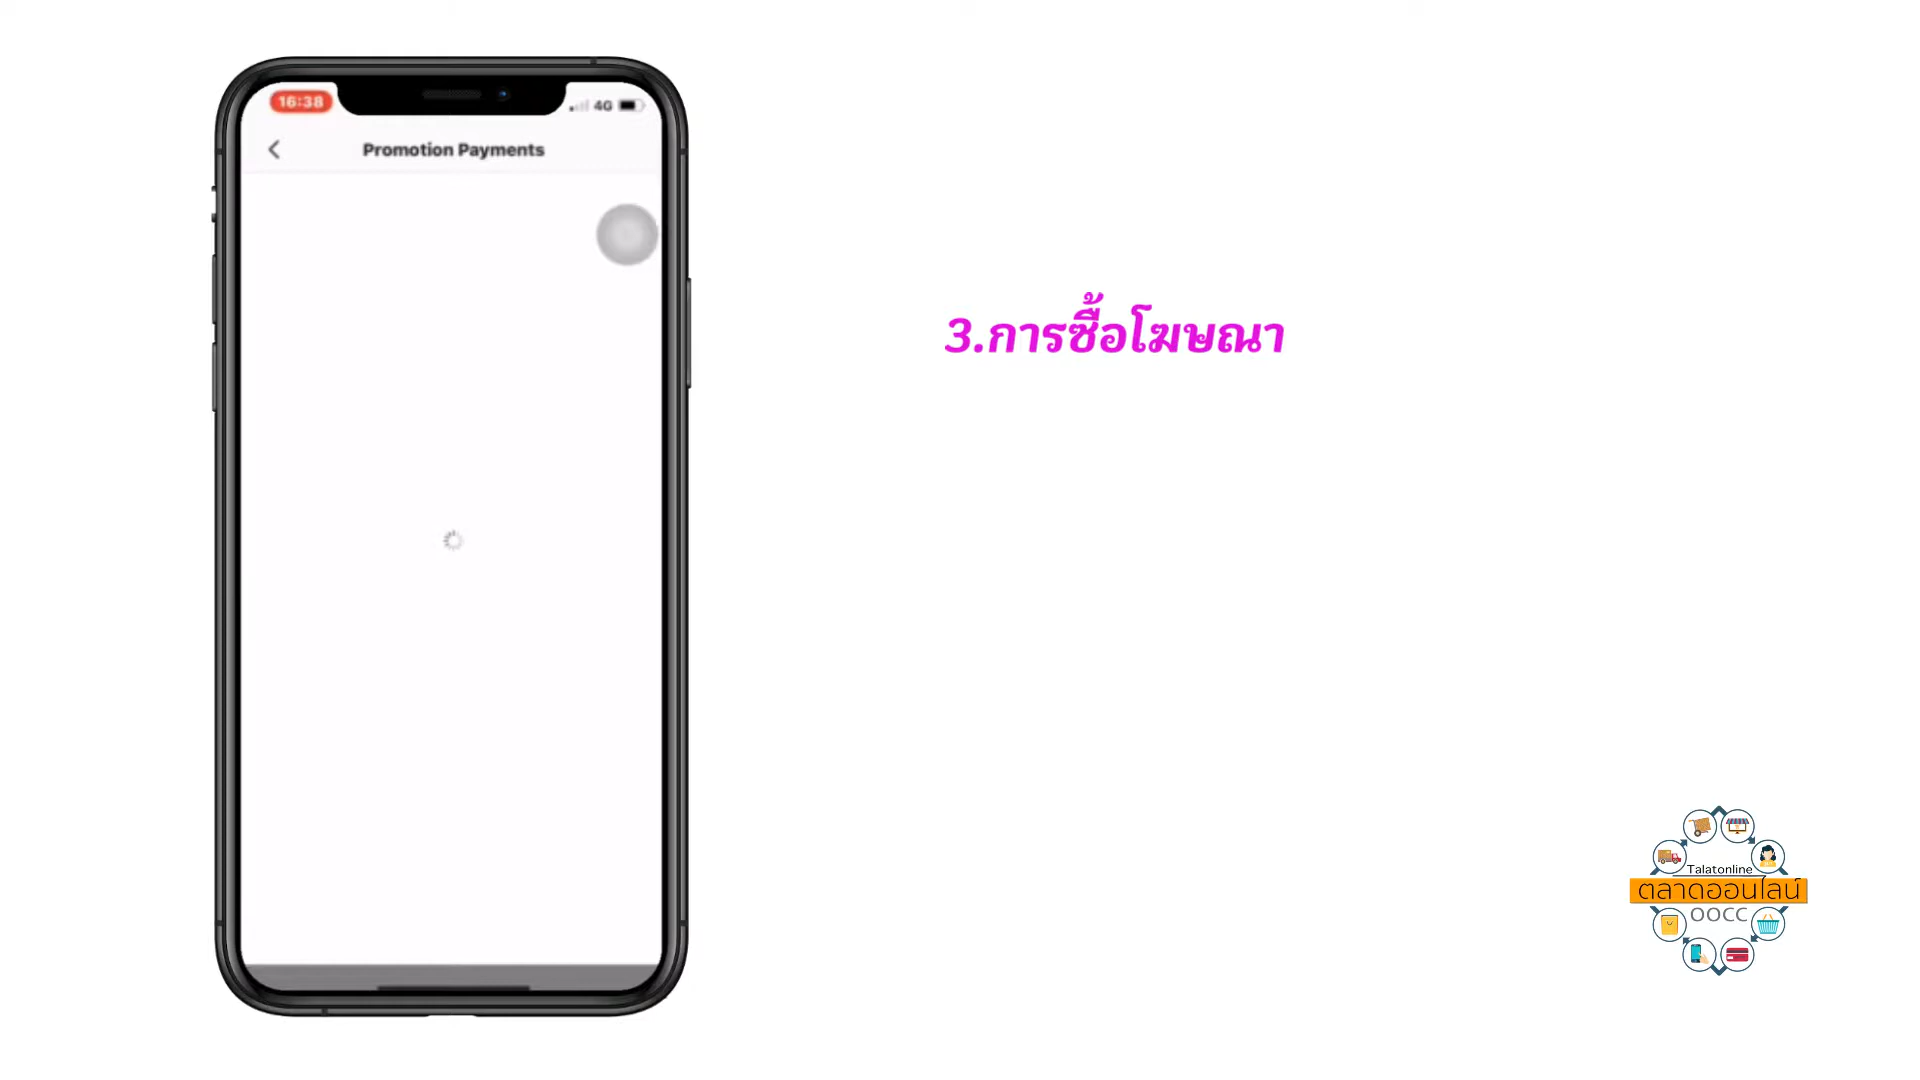 16:38
4G
Promotion Payments
3.การซื้อโฆษณา
Talatonline
ตลาดออนไลน์
OOCC